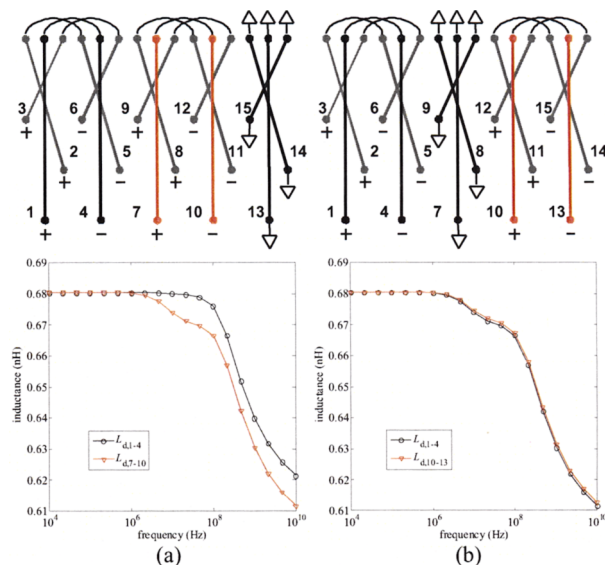 3 6 9 12 15
+ - + -
2 5 8 11 14
+ - + -
1 4 7 10 13
+ - + -
3 6 9 12 15
+ - + -
2 5 8 11 14
+ - + -
1 4 7 10 13
+ - + -
inductance (nH)
0.69
0.68
0.67
0.66
0.65
0.64
0.63
0.62
0.61
L_d,1-4
L_d,7-10
10^4 10^6 10^8 10^10
frequency (Hz)
(a)
inductance (nH)
0.69
0.68
0.67
0.66
0.65
0.64
0.63
0.62
0.61
L_d,1-4
L_d,10-13
10^4 10^6 10^8 10^10
frequency (Hz)
(b)